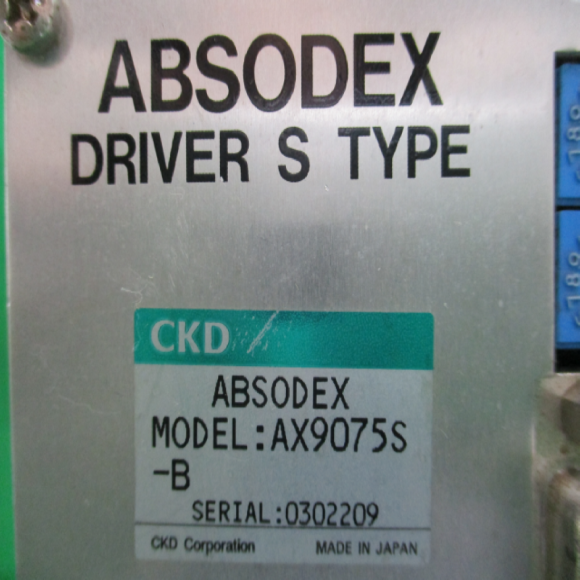 ABSODEX
DRIVER S TYPE
CKD
ABSODEX
MODEL:AX9075S
-B
SERIAL:0302209
CKD Corporation MADE IN JAPAN